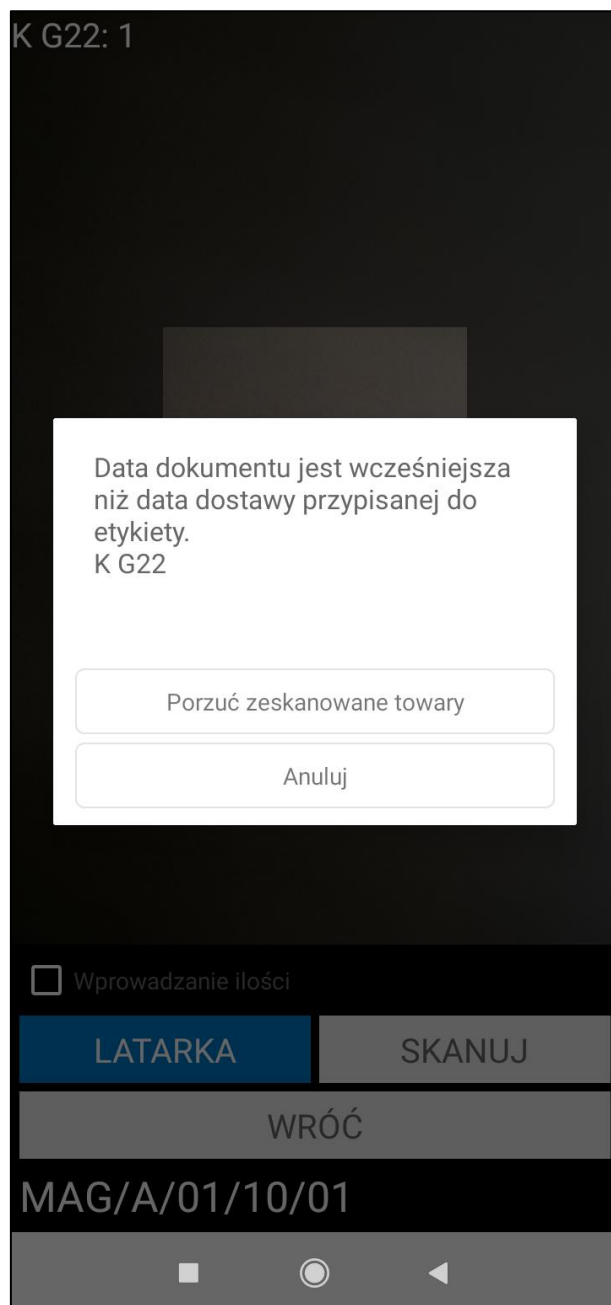 K G22: 1
Data dokumentu jest wcześniejsza
niż data dostawy przypisanej do
etykiety.
K G22
Porzuć zeskanowane towary
Anuluj
Wprowadzanie ilości
LATARKA
SKANUJ
WRÓĆ
MAG/A/01/10/01